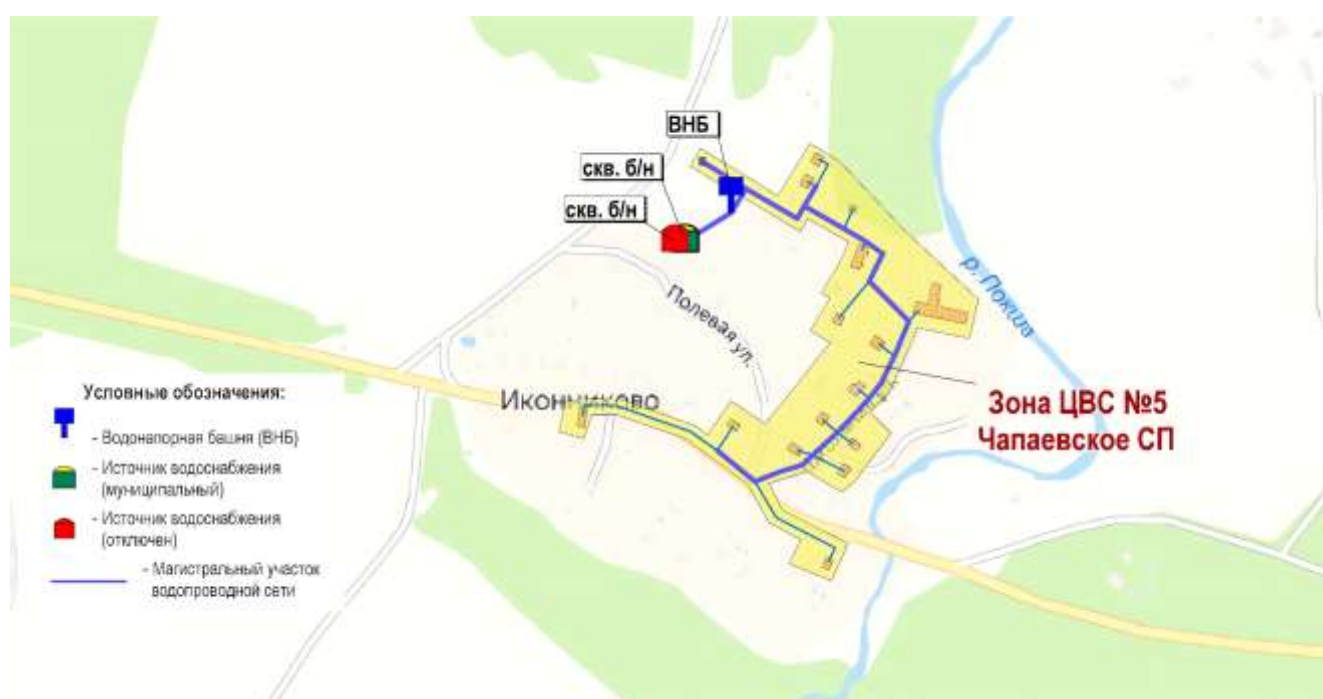 ВНБ
скв. б/н
скв. б/н
р. Покша
Полевая ул.
Иконниково
Зона ЦВС №5
Чапаевское СП
Условные обозначения:
- Водонапорная башня (ВНБ)
- Источник водоснабжения
(муниципальный)
- Источник водоснабжения
(отключен)
- Магистральный участок
водопроводной сети